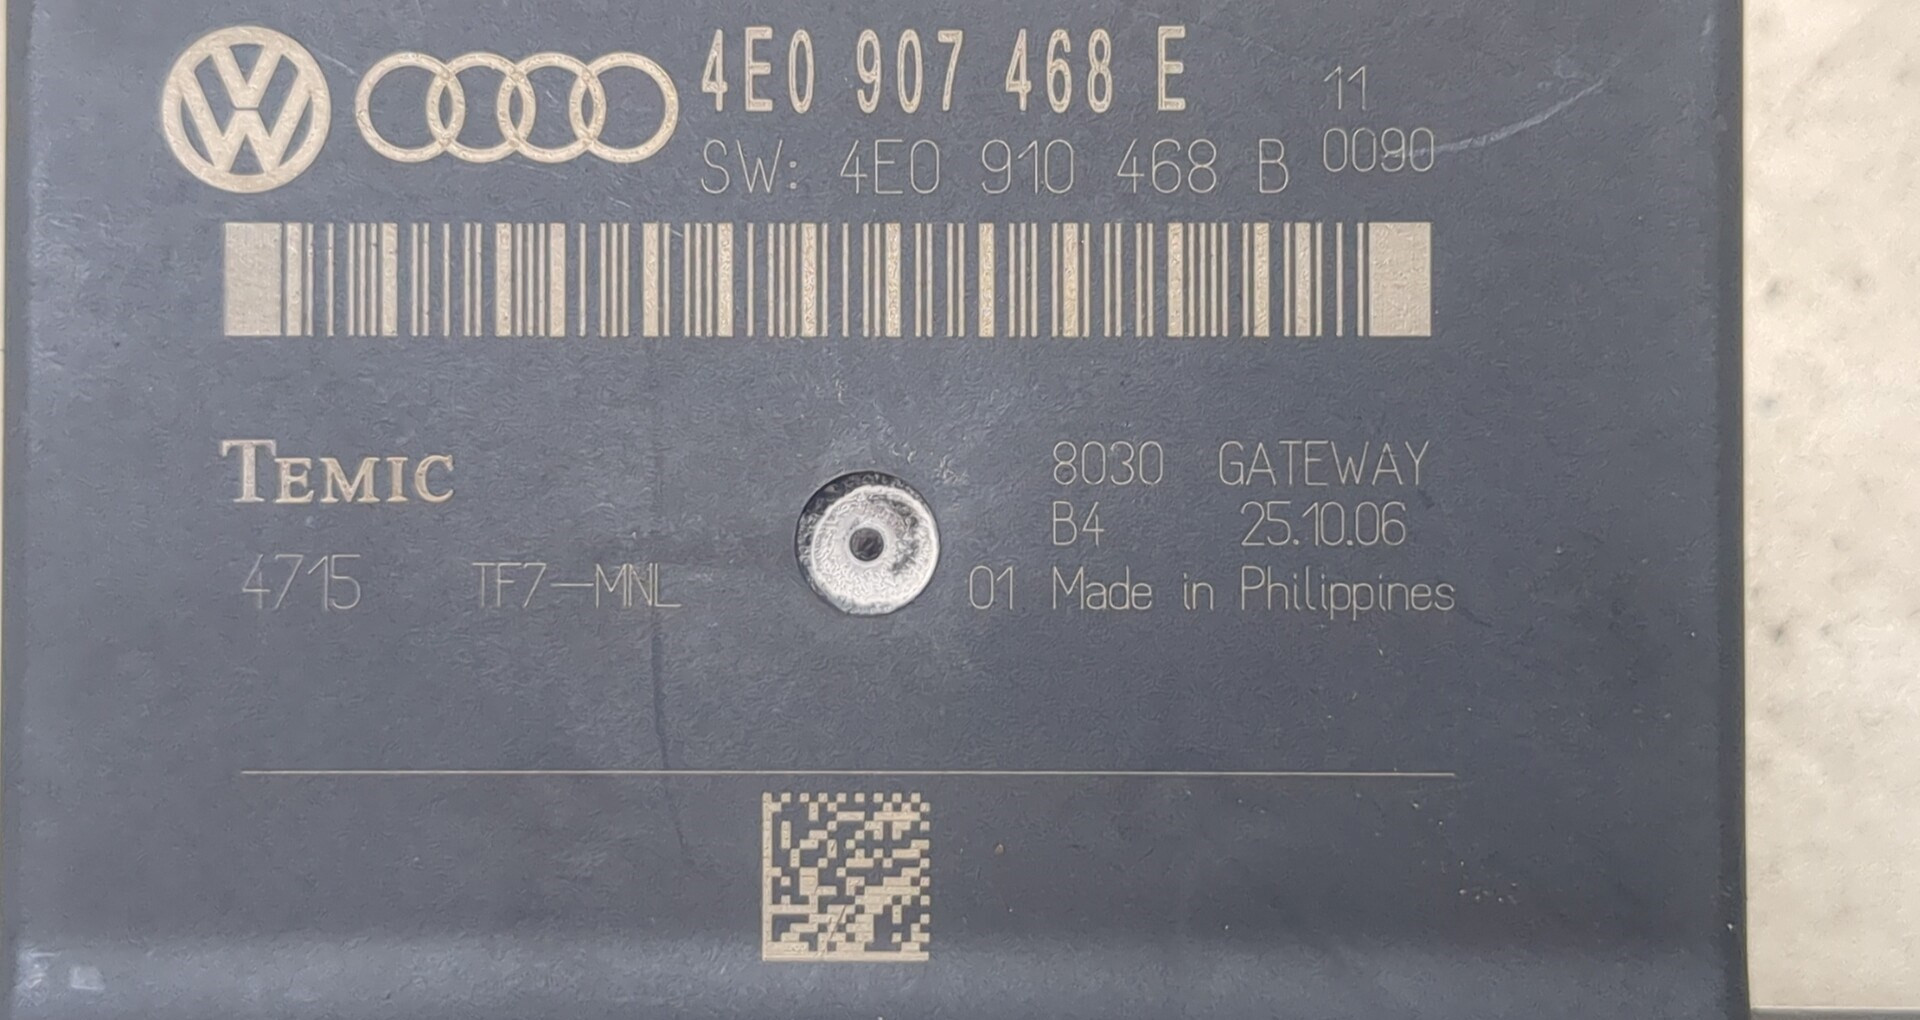 4E0 907 468 E 11
SW: 4E0 910 468 B 0090
TEMIC 8030 GATEWAY
B4 25.10.06
4715 TF7-MNL 01 Made in Philippines